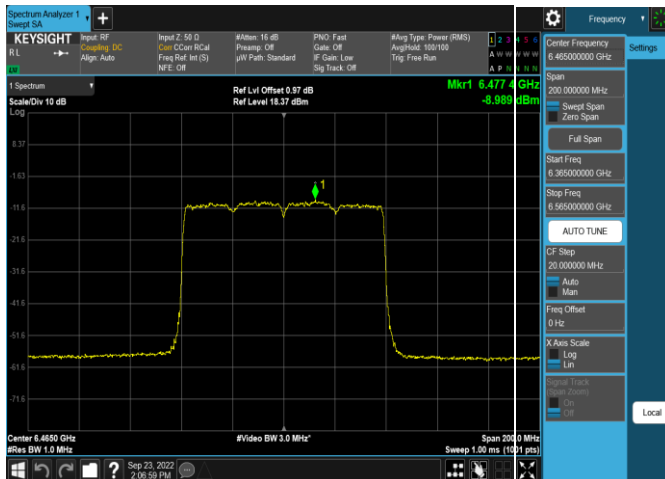 Spectrum Analyzer 1
Swept SA
+
Frequency
KEYSIGHT
RL
Input: RF
Coupling: DC
Align: Auto
Input Z: 50 Ω
Corr CCorr RCal
Freq Ref: Int (S)
NFE: Off
#Atten: 16 dB
Preamp: Off
µW Path: Standard
PNO: Fast
Gate: Off
IF Gain: Low
Sig Track: Off
#Avg Type: Power (RMS)
Avg|Hold: 100/100
Trig: Free Run
1 2 3 4 5 6
A W W W W W
A P N N N N
1 Spectrum
Scale/Div 10 dB
Log
Ref Lvl Offset 0.97 dB
Ref Level 18.37 dBm
Mkr1 6.477 4 GHz
-8.989 dBm
8.37
-1.63
-11.6
-21.6
-31.6
-41.6
-51.6
-61.6
-71.6
1
Center 6.4650 GHz
#Res BW 1.0 MHz
#Video BW 3.0 MHz*
Span 200.0 MHz
Sweep 1.00 ms (1001 pts)
Sep 23, 2022
2:06:59 PM
Center Frequency
6.465000000 GHz
Settings
Span
200.000000 MHz
Swept Span
Zero Span
Full Span
Start Freq
6.365000000 GHz
Stop Freq
6.565000000 GHz
AUTO TUNE
CF Step
20.000000 MHz
Auto
Man
Freq Offset
0 Hz
X Axis Scale
Log
Lin
Signal Track
(Span Zoom)
On
Off
Local